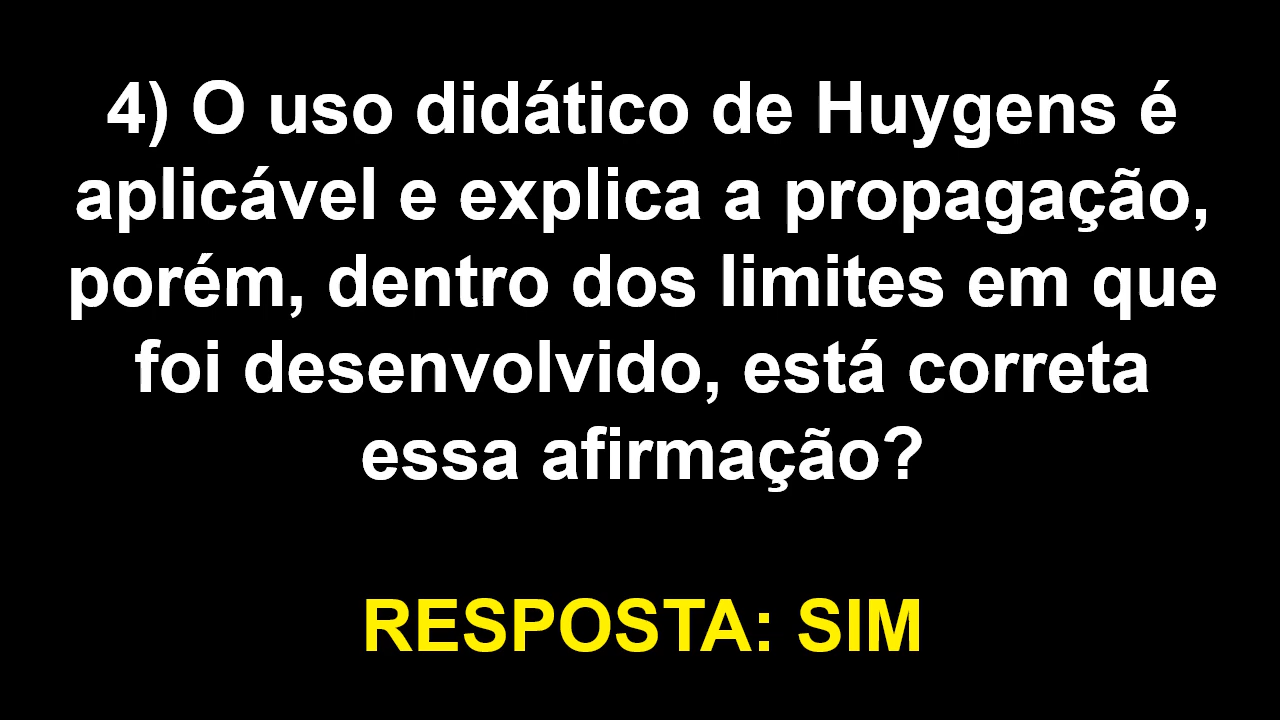 4) O uso didático de Huygens é
aplicável e explica a propagação,
porém, dentro dos limites em que
foi desenvolvido, está correta
essa afirmação?
RESPOSTA: SIM